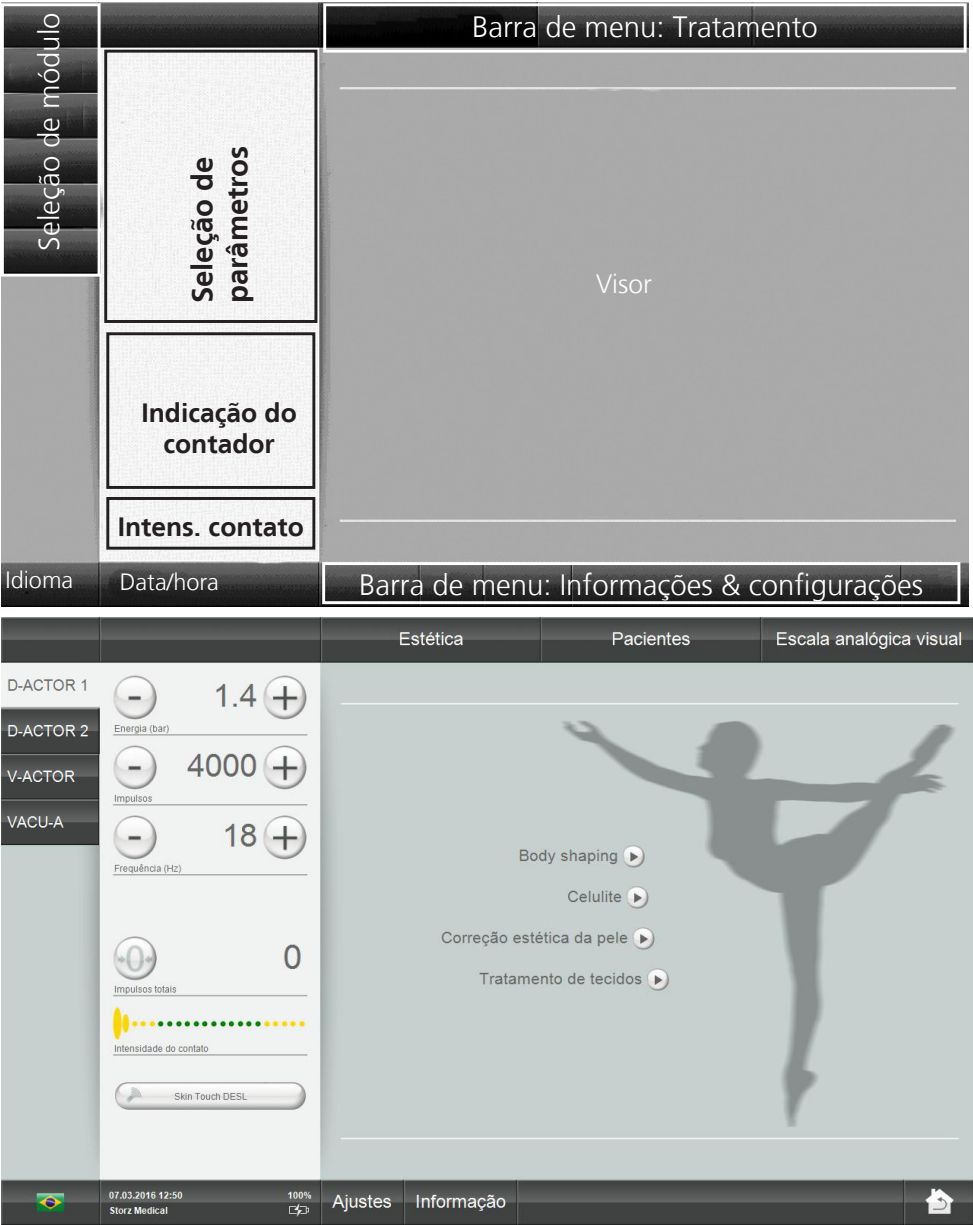 Seleção de módulo
Barra de menu: Tratamento
Seleção de
parâmetros
Visor
Indicação do
contador
Intens. contato
Idioma
Data/hora
Barra de menu: Informações & configurações
Estética
Pacientes
Escala analógica visual
D-ACTOR 1
D-ACTOR 2
V-ACTOR
VACU-A
- 1.4 +
Energia (bar)
- 4000 +
Impulsos
- 18 +
Frequência (Hz)
Body shaping
Celulite
Correção estética da pele
Tratamento de tecidos
0 0
Impulsos totais
Intensidade do contato
Skin Touch DESL
07.03.2016 12:50 100%
Storz Medical
Ajustes
Informação